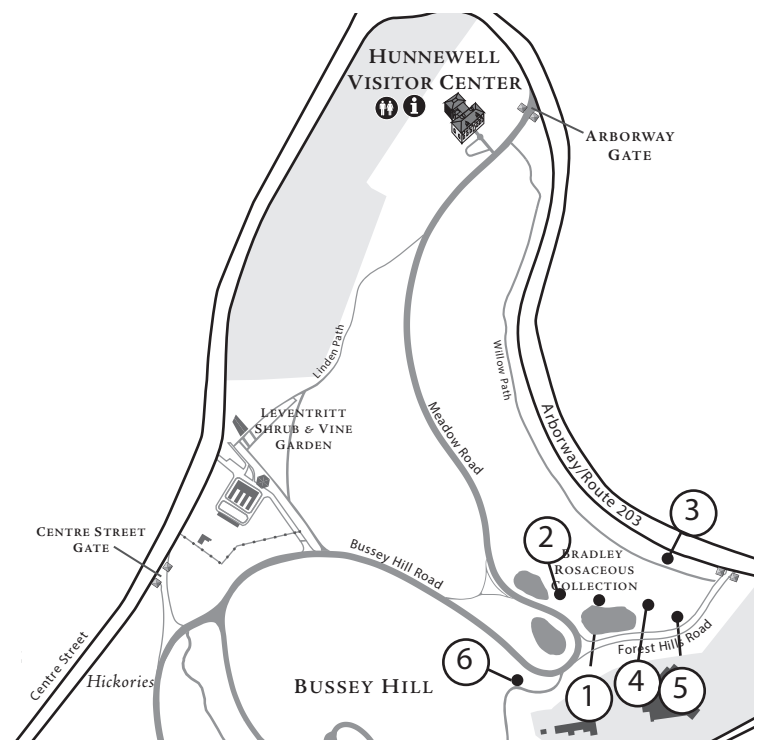 HUNNEWELL
VISITOR CENTER
ARBORWAY
GATE
Linden Path
Willow Path
LEVENTRITT
SHRUB & VINE
GARDEN
Meadow Road
Arborway/Route 203
3
CENTRE STREET
GATE
2
BRADLEY
ROSACEOUS
COLLECTION
Bussey Hill Road
Centre Street
Forest Hills Road
6
Hickories
BUSSEY HILL
1
4
5